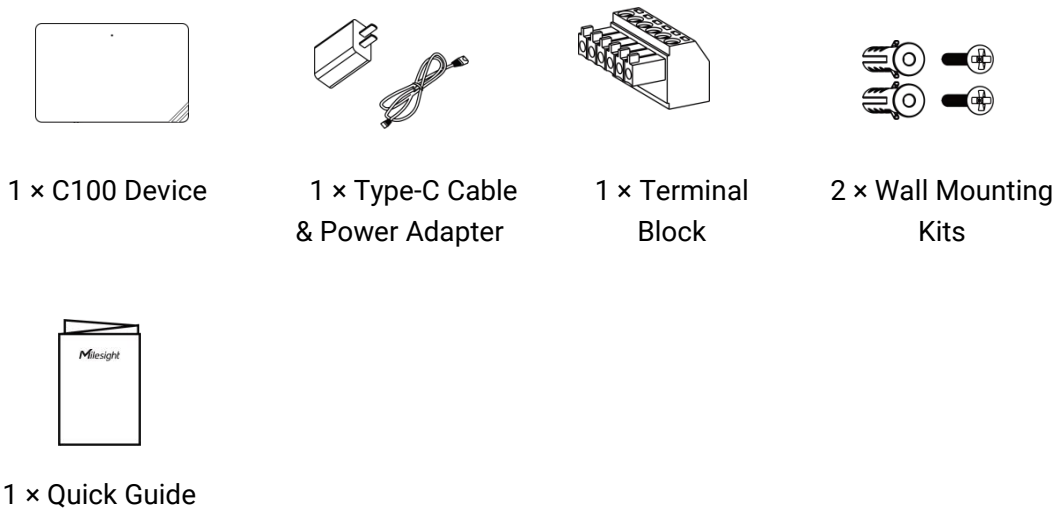 1 × C100 Device
1 × Type-C Cable
& Power Adapter
1 × Terminal
Block
2 × Wall Mounting
Kits
Milesight
1 × Quick Guide